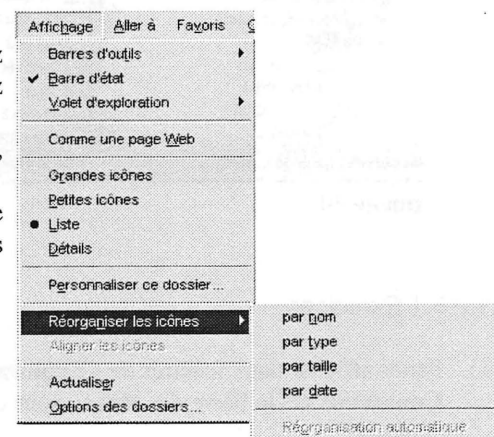 Affichage Aller à Favoris
Barres d'outils
Barre d'état
Volet d'exploration
Comme une page Web
Grandes icônes
Petites icônes
Liste
Détails
Personnaliser ce dossier...
Réorganiser les icônes
par nom
Aligner les icônes
par type
par taille
Actualiser
par date
Options des dossiers...
Réorganisation automatique